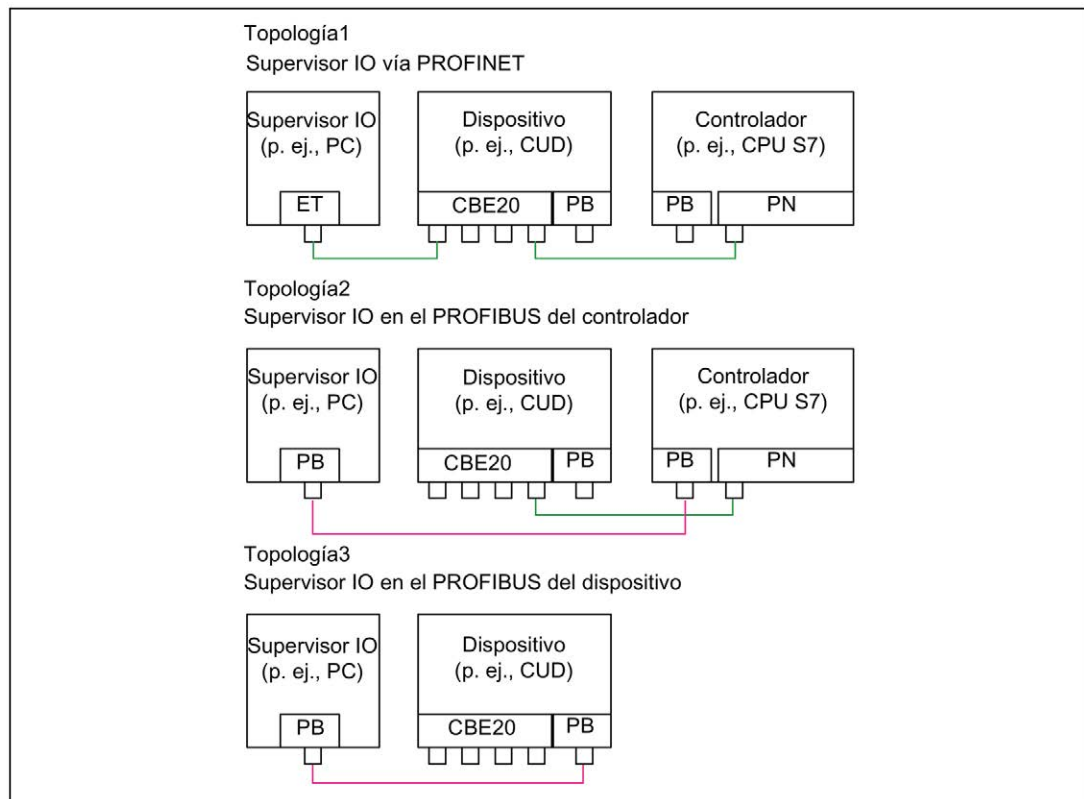 Topología1
Supervisor IO vía PROFINET
Supervisor IO
(p. ej., PC)
ET
Dispositivo
(p. ej., CUD)
CBE20
PB
Controlador
(p. ej., CPU S7)
PB
PN
Topología2
Supervisor IO en el PROFIBUS del controlador
Supervisor IO
(p. ej., PC)
PB
Dispositivo
(p. ej., CUD)
CBE20
PB
Controlador
(p. ej., CPU S7)
PB
PN
Topología3
Supervisor IO en el PROFIBUS del dispositivo
Supervisor IO
(p. ej., PC)
PB
Dispositivo
(p. ej., CUD)
CBE20
PB